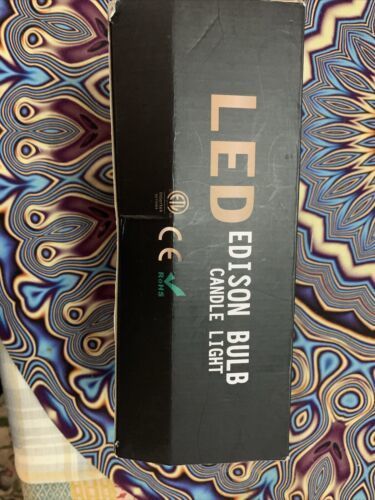 LED
EDISON BULB
CANDLE LIGHT
CE
RoHS